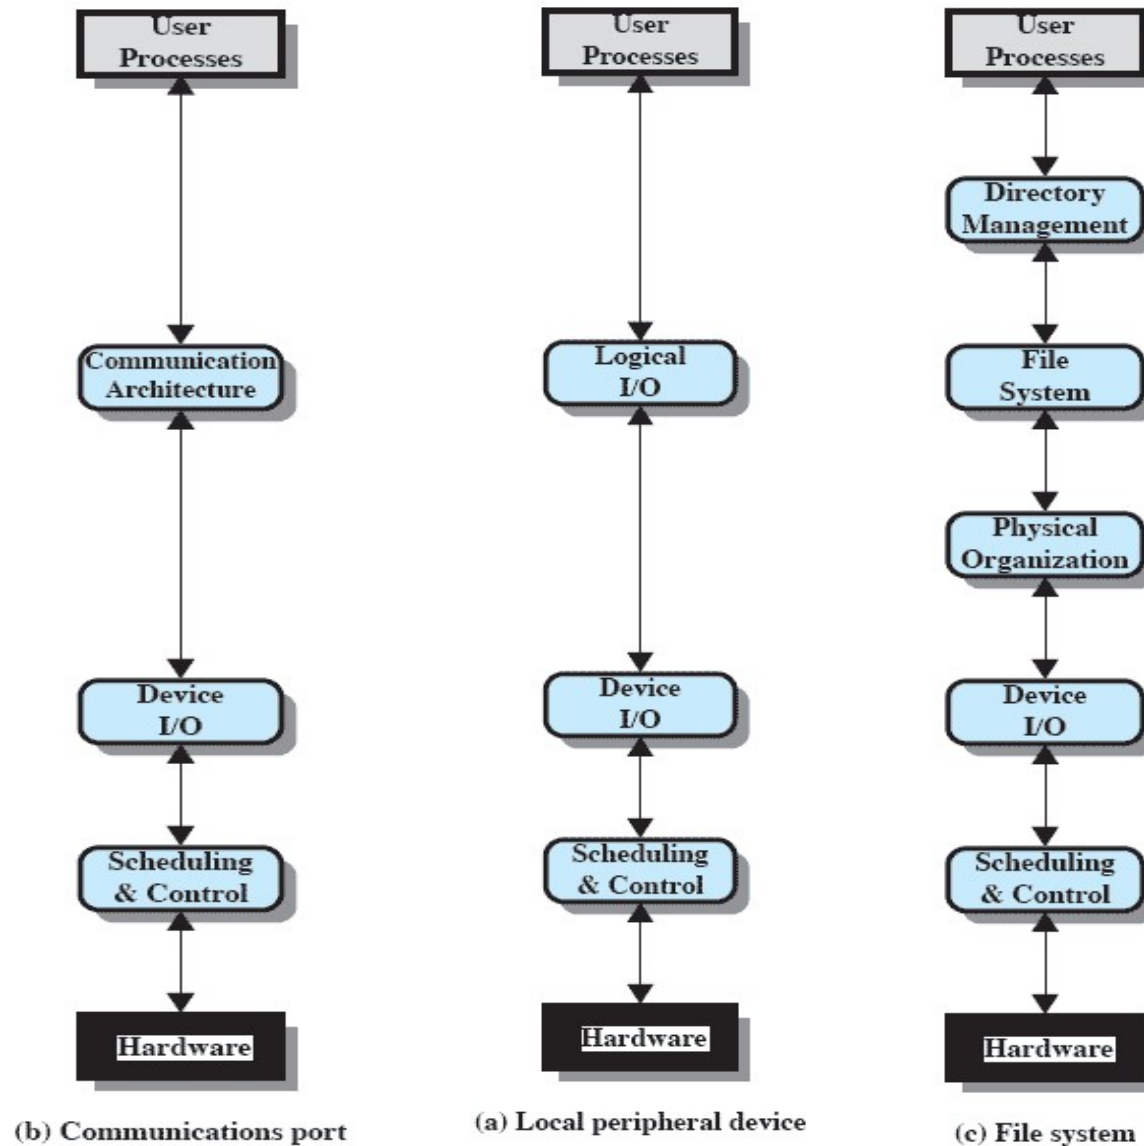 User
Processes
Communication
Architecture
Device
I/O
Scheduling
& Control
Hardware
(b) Communications port
User
Processes
Logical
I/O
Device
I/O
Scheduling
& Control
Hardware
(a) Local peripheral device
User
Processes
Directory
Management
File
System
Physical
Organization
Device
I/O
Scheduling
& Control
Hardware
(c) File system